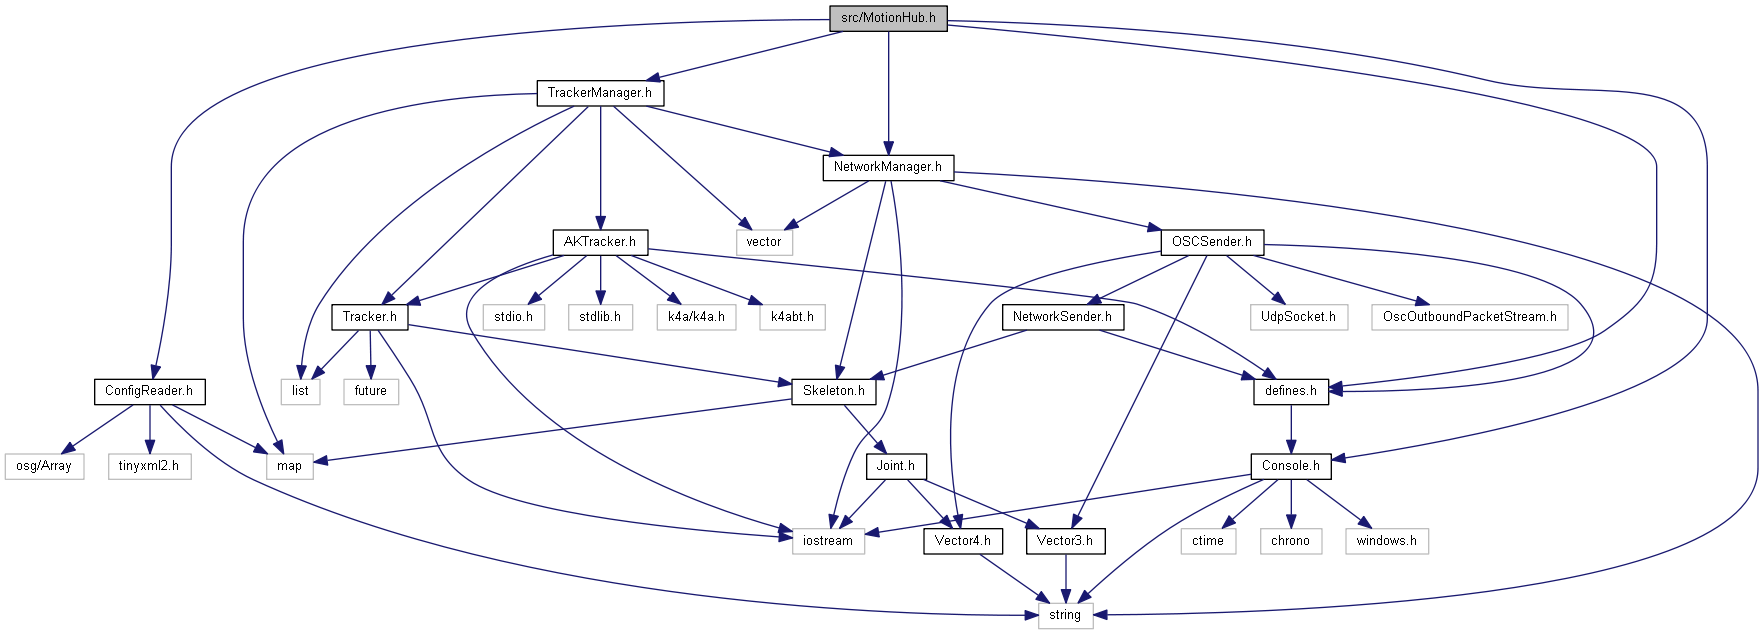 src/MotionHub.h
TrackerManager.h
NetworkManager.h
AKTracker.h
vector
OSCSender.h
Tracker.h
stdio.h
stdlib.h
k4a/k4a.h
k4abt.h
NetworkSender.h
UdpSocket.h
OscOutboundPacketStream.h
ConfigReader.h
list
future
Skeleton.h
defines.h
osg/Array
tinyxml2.h
map
Joint.h
Console.h
iostream
Vector4.h
Vector3.h
ctime
chrono
windows.h
string